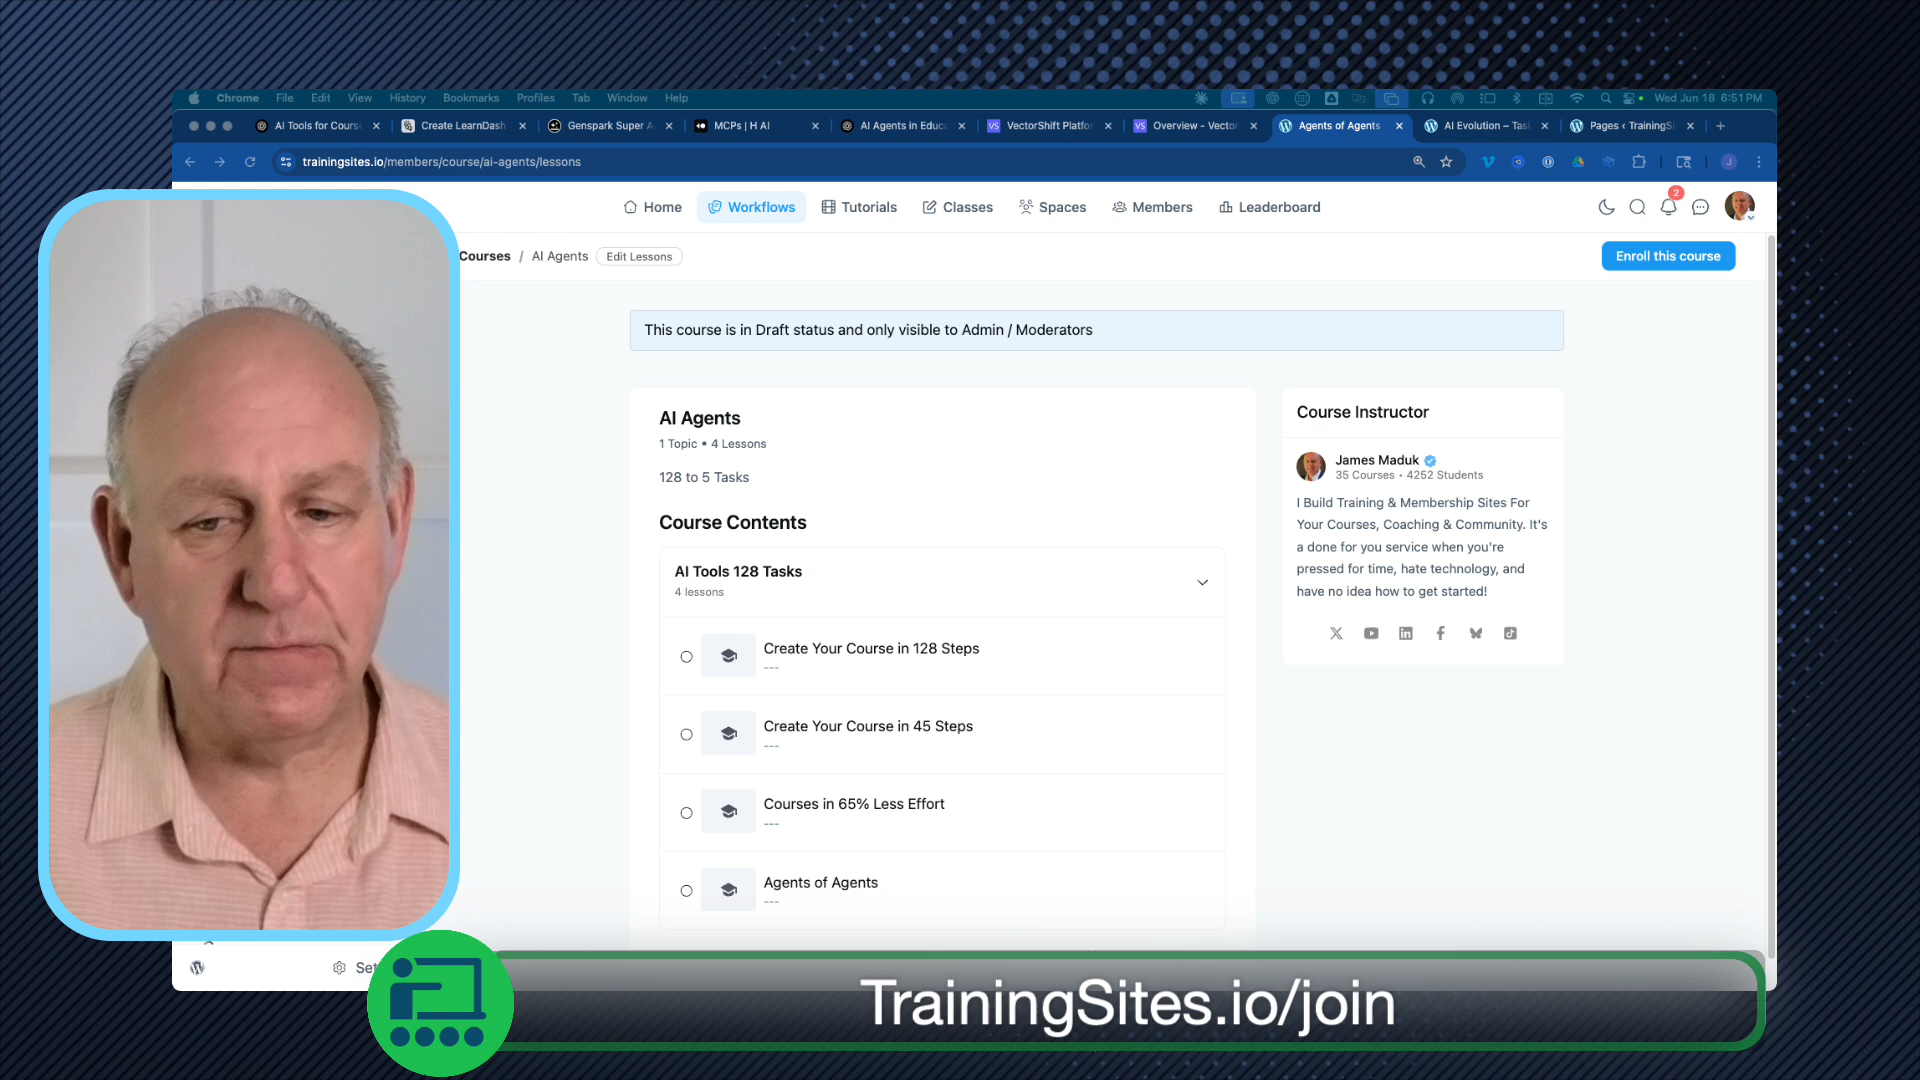 Chrome File Edit View History Bookmarks Profiles Tab Window Help Wed Jun 18 6:51 PM
AI Tools for Course Create LearnDash Genspark Super A MCPs | H AI AI Agents in Educa VectorShift Platfor Overview - Vector Agents of Agents AI Evolution – Tas Pages ‹ TrainingSi
trainingsites.io/members/course/ai-agents/lessons
Home Workflows Tutorials Classes Spaces Members Leaderboard 2
Courses / AI Agents Edit Lessons Enroll this course
This course is in Draft status and only visible to Admin / Moderators
AI Agents
1 Topic • 4 Lessons
128 to 5 Tasks
Course Contents
AI Tools 128 Tasks
4 lessons
Create Your Course in 128 Steps
---
Create Your Course in 45 Steps
---
Courses in 65% Less Effort
---
Agents of Agents
---
Course Instructor
James Maduk
35 Courses • 4252 Students
I Build Training & Membership Sites For
Your Courses, Coaching & Community. It's
a done for you service when you're
pressed for time, hate technology, and
have no idea how to get started!
Set
TrainingSites.io/join